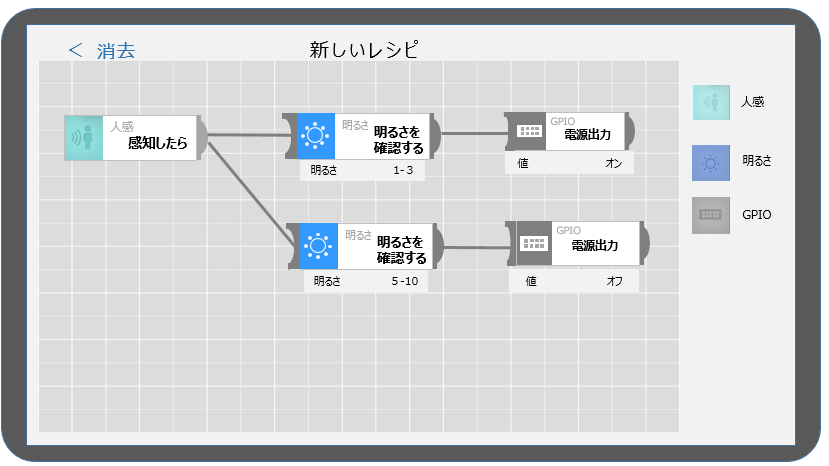 ＜ 消去
新しいレシピ
人感
感知したら
明るさ
明るさを
確認する
明るさ 1-3
GPIO
電源出力
値 オン
明るさ
明るさを
確認する
明るさ 5-10
GPIO
電源出力
値 オフ
人感
明るさ
GPIO